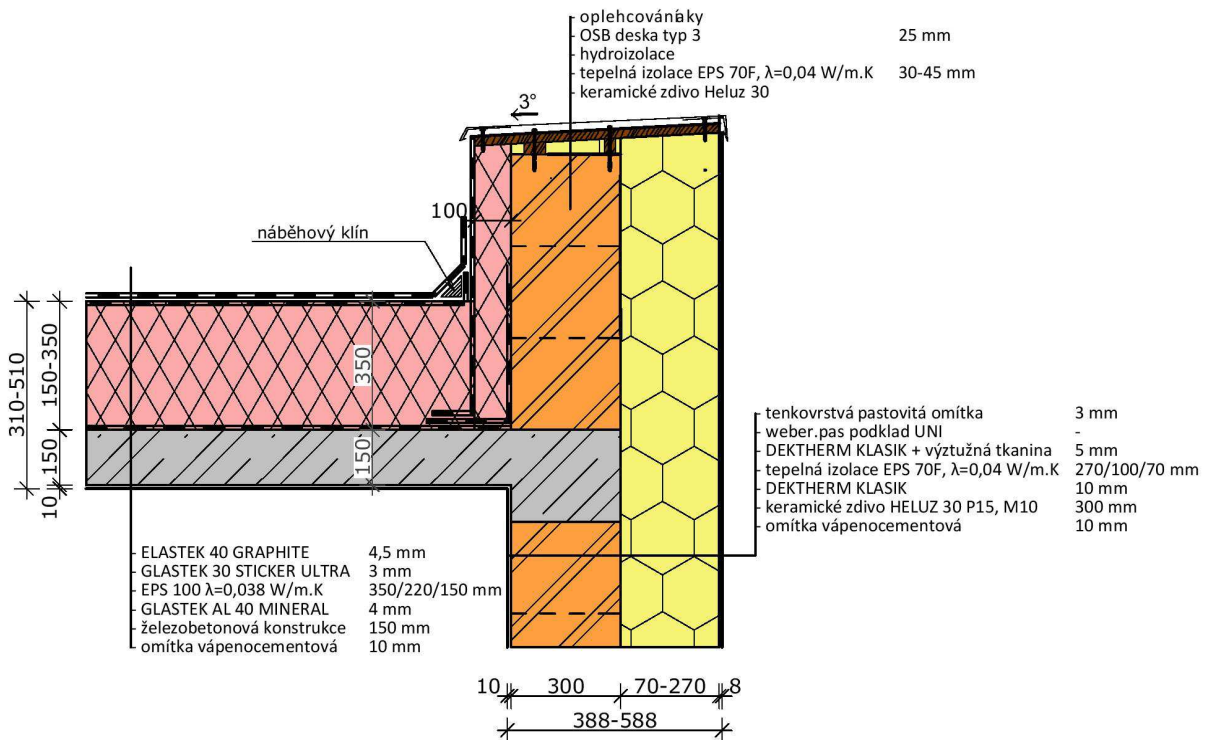 oplehcováníaky
OSB deska typ 3 25 mm
hydroizolace
tepelná izolace EPS 70F, λ=0,04 W/m.K 30-45 mm
keramické zdivo Heluz 30
3°
100
náběhový klín
310-510
150-350
350
150
150
10
tenkovrstvá pastovitá omítka 3 mm
weber.pas podklad UNI -
DEKTHERM KLASIK + výztužná tkanina 5 mm
tepelná izolace EPS 70F, λ=0,04 W/m.K 270/100/70 mm
DEKTHERM KLASIK 10 mm
keramické zdivo HELUZ 30 P15, M10 300 mm
omítka vápenocementová 10 mm
ELASTEK 40 GRAPHITE 4,5 mm
GLASTEK 30 STICKER ULTRA 3 mm
EPS 100 λ=0,038 W/m.K 350/220/150 mm
GLASTEK AL 40 MINERAL 4 mm
železobetonová konstrukce 150 mm
omítka vápenocementová 10 mm
10 300 70-270 8
388-588